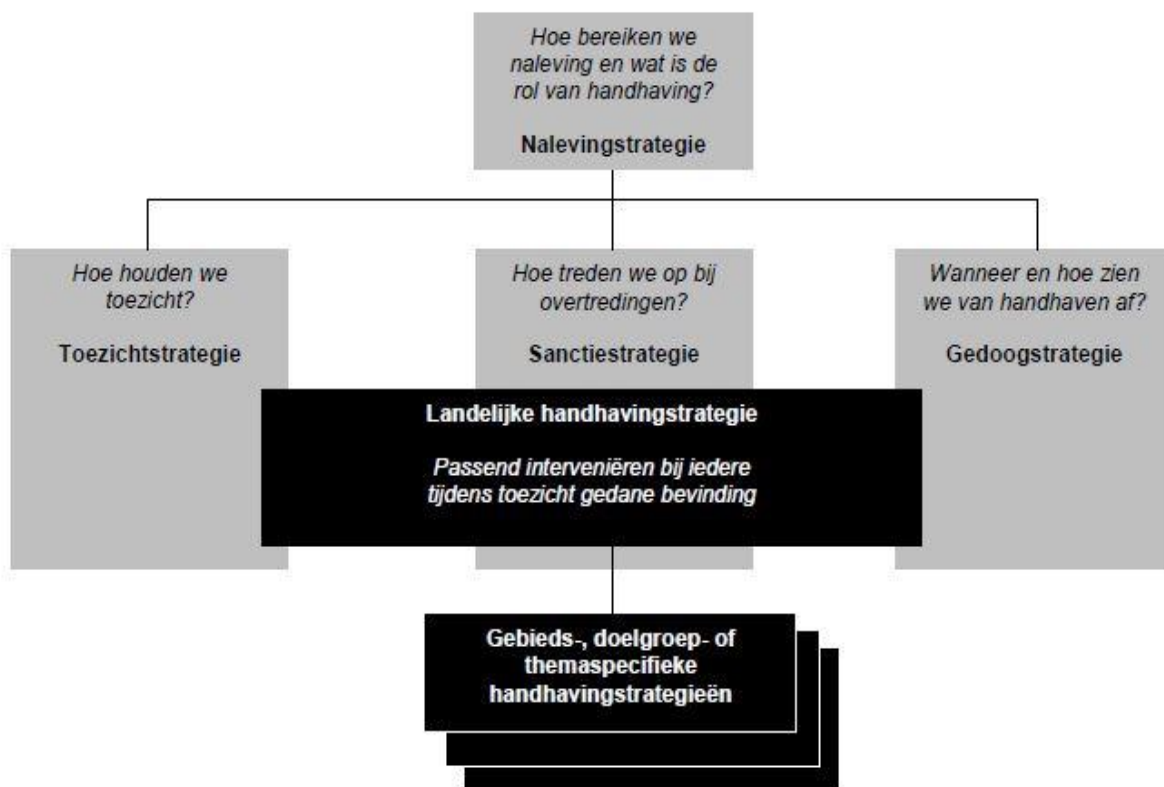 Hoe bereiken we
naleving en wat is de
rol van handhaving?
Nalevingstrategie
Hoe houden we
toezicht?
Toezichtstrategie
Hoe treden we op bij
overtredingen?
Sanctiestrategie
Wanneer en hoe zien
we van handhaven af?
Gedoogstrategie
Landelijke handhavingstrategie
Passend interveniëren bij iedere
tijdens toezicht gedane bevinding
Gebieds-, doelgroep- of
themaspecifieke
handhavingstrategieën